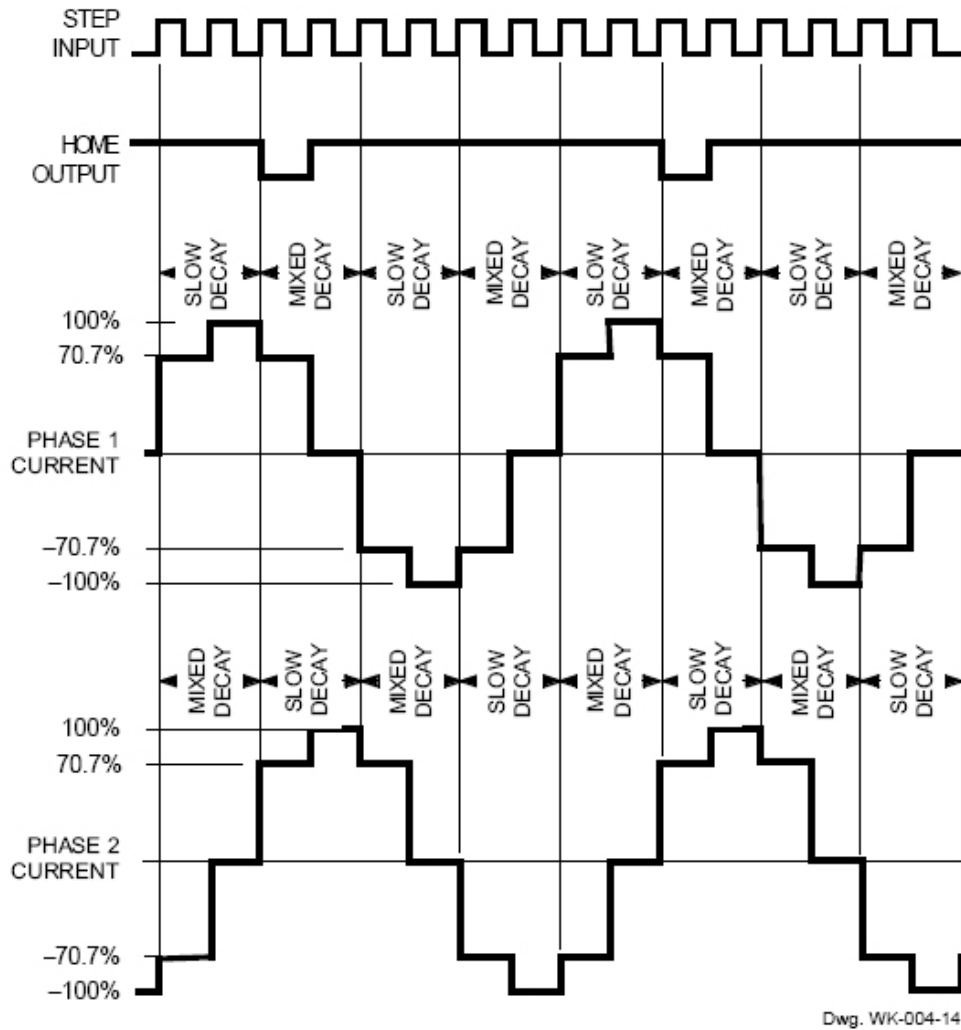 STEP
INPUT
HOME
OUTPUT
SLOW
DECAY
MIXED
DECAY
SLOW
DECAY
MIXED
DECAY
SLOW
DECAY
MIXED
DECAY
SLOW
DECAY
MIXED
DECAY
100%
70.7%
PHASE 1
CURRENT
–70.7%
–100%
MIXED
DECAY
SLOW
DECAY
MIXED
DECAY
SLOW
DECAY
MIXED
DECAY
SLOW
DECAY
MIXED
DECAY
SLOW
DECAY
100%
70.7%
PHASE 2
CURRENT
–70.7%
–100%
Dwg. WK-004-14